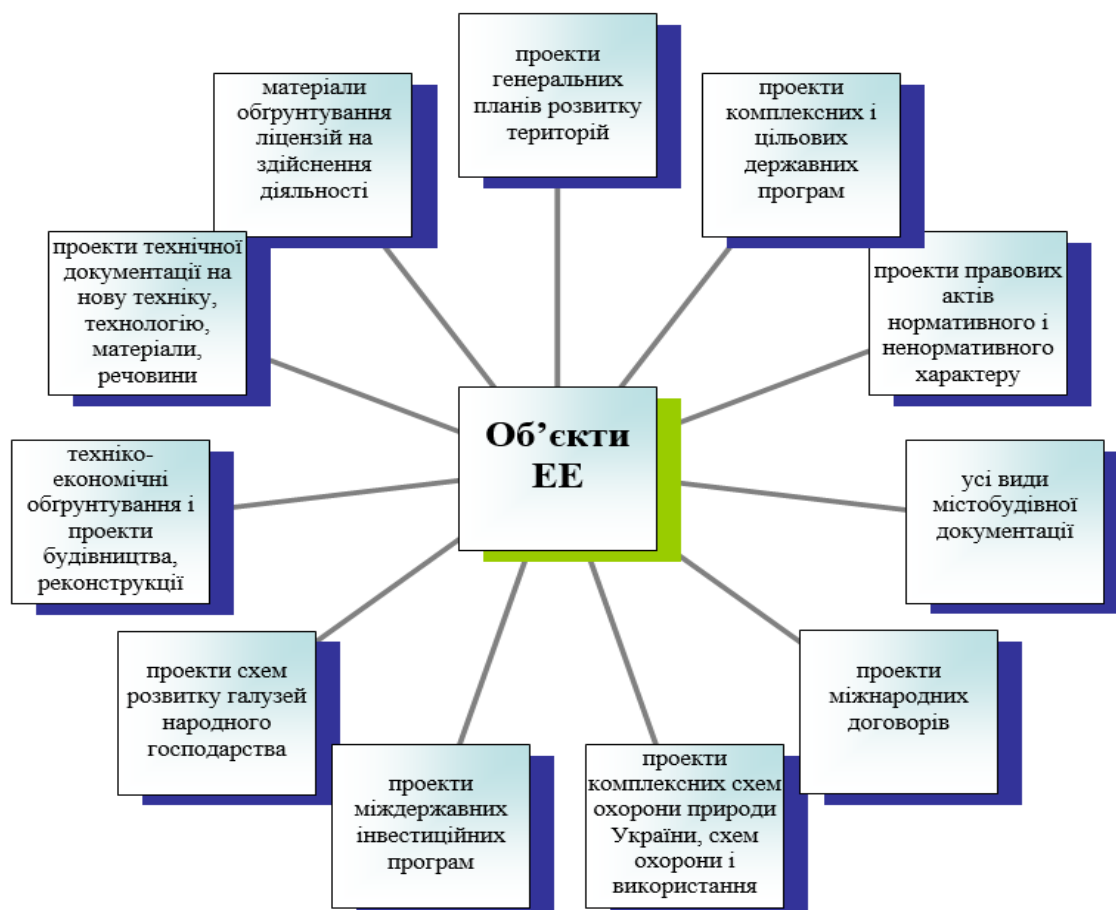 проекти
генеральних
планів розвитку
територій
проекти
комплексних і
цільових
державних
програм
проекти правових
актів
нормативного і
ненормативного
характеру
усі види
містобудівної
документації
проекти
міжнародних
договорів
проекти
комплексних схем
охорони природи
України, схем
охорони і
використання
проекти
міждержавних
інвестиційних
програм
проекти схем
розвитку галузей
народного
господарства
техніко-
економічні
обґрунтування і
проекти
будівництва,
реконструкції
проекти технічної
документації на
нову техніку,
технологію,
матеріали,
речовини
матеріали
обґрунтування
ліцензій на
здійснення
діяльності
Об’єкти
ЕЕ